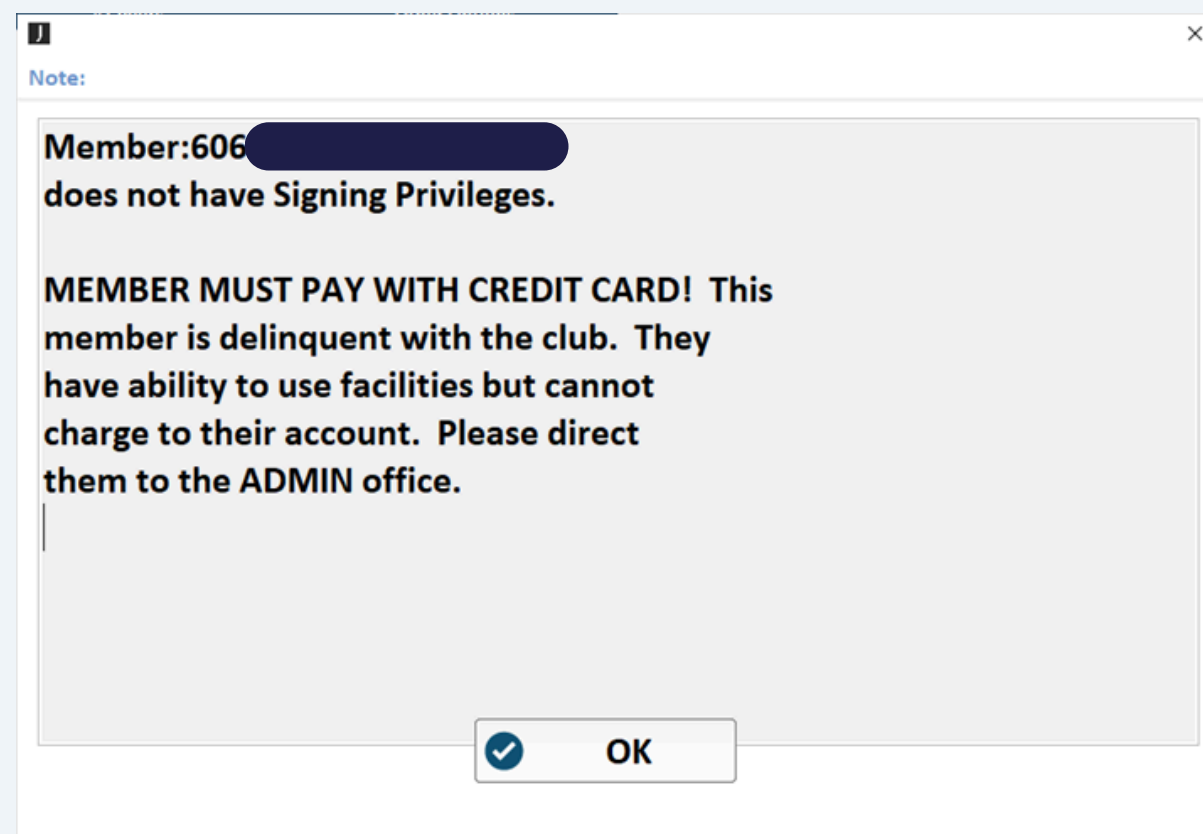 J
Note:
Member:606
does not have Signing Privileges.
MEMBER MUST PAY WITH CREDIT CARD!  This
member is delinquent with the club.  They
have ability to use facilities but cannot
charge to their account.  Please direct
them to the ADMIN office.
OK